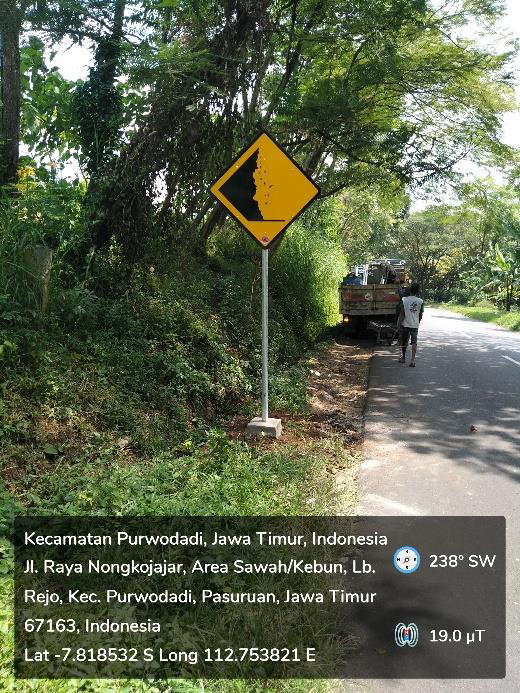 Kecamatan Purwodadi, Jawa Timur, Indonesia
Jl. Raya Nongkojajar, Area Sawah/Kebun, Lb.
Rejo, Kec. Purwodadi, Pasuruan, Jawa Timur
67163, Indonesia
Lat -7.818532 S Long 112.753821 E
238° SW
19.0 µT